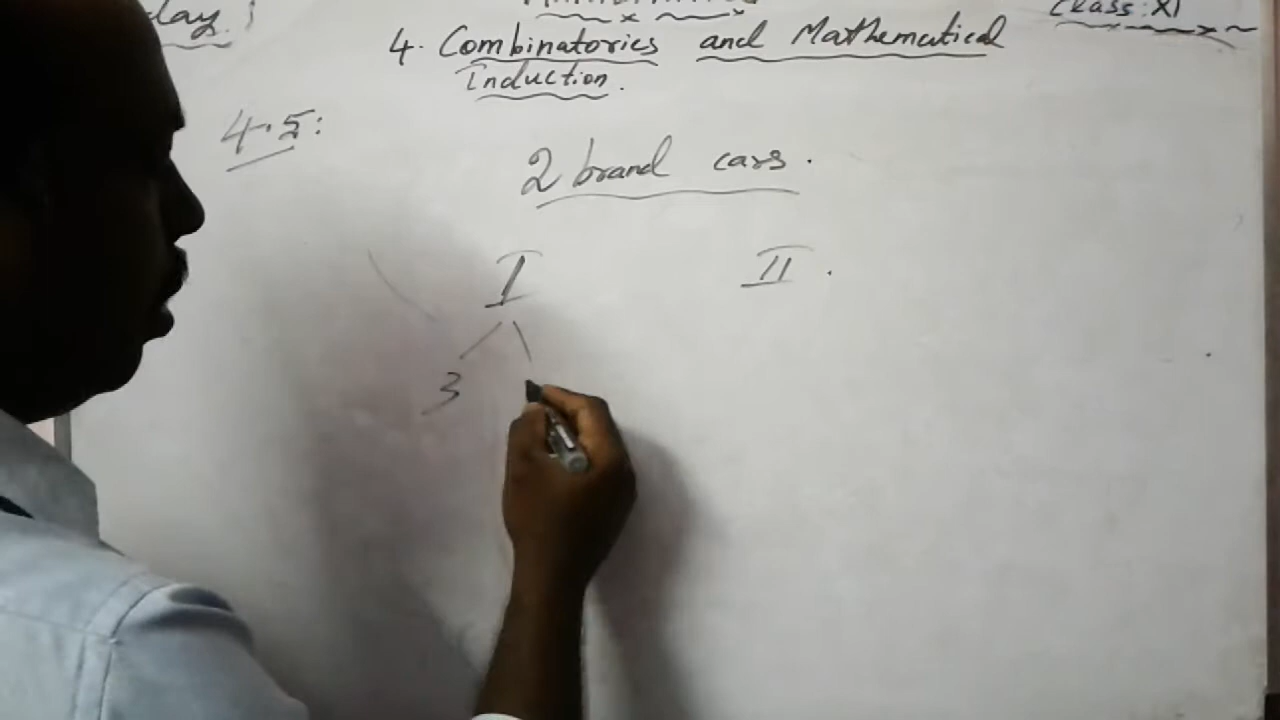 Class: XI
4. Combinatorics and Mathematical
Induction.
4.5:
2 brand cars.
I II.
3